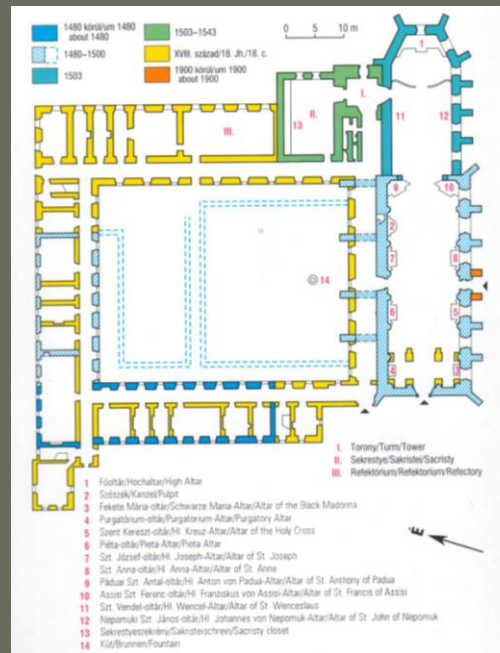 1480 körül/um 1480
about 1480
1480–1500
1503
1503–1543
XVIII. század/18. Jh./18. c.
1900 körül/um 1900
about 1900
0 5 10 m
1
I.
II.
III.
13
11
12
9
10
2
7
8
14
6
5
4
3
I. Torony/Turm/Tower
II. Sekrestye/Sakristei/Sacristy
III. Refektórium/Refektorium/Refectory
É
1 Főoltár/Hochaltar/High Altar
2 Szószék/Kanzel/Pulpit
3 Fekete Mária-oltár/Schwarze Maria-Altar/Altar of the Black Madonna
4 Purgatórium-oltár/Purgatorium-Altar/Purgatory Altar
5 Szent Kereszt-oltár/Hl. Kreuz-Altar/Altar of the Holy Cross
6 Piéta-oltár/Pieta-Altar/Pieta Altar
7 Szt. József-oltár/Hl. Joseph-Altar/Altar of St. Joseph
8 Szt. Anna-oltár/Hl. Anna-Altar/Altar of St. Anne
9 Páduai Szt. Antal-oltár/Hl. Anton von Padua-Altar/Altar of St. Anthony of Padua
10 Assisi Szt. Ferenc-oltár/Hl. Franziskus von Assisi-Altar/Altar of St. Francis of Assisi
11 Szt. Vendel-oltár/Hl. Wencel-Altar/Altar of St. Wenceslaus
12 Nepomuki Szt. János-oltár/Hl. Johannes von Nepomuk-Altar/Altar of St. John of Nepomuk
13 Sekrestyeszekrény/Sakristeischrein/Sacristy closet
14 Kút/Brunnen/Fountain